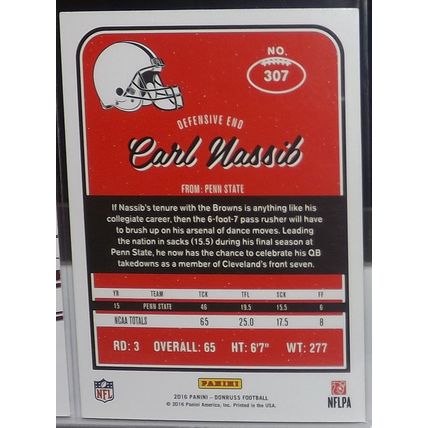 NO.
307
DEFENSIVE END
Carl Nassib
FROM: PENN STATE
If Nassib's tenure with the Browns is anything like his
collegiate career, then the 6-foot-7 pass rusher will have
to brush up on his arsenal of dance moves. Leading
the nation in sacks (15.5) during his final season at
Penn State, he now has the chance to celebrate his QB
takedowns as a member of Cleveland's front seven.
YR TEAM TCK TFL SCK FF
15 PENN STATE 46 19.5 15.5 6
NCAA TOTALS 65 25.0 17.5 8
RD: 3 OVERALL: 65 HT: 6'7" WT: 277
NFL
PANINI
NFLPA
2016 PANINI - DONRUSS FOOTBALL
© 2016 Panini America, Inc. Printed in the USA.